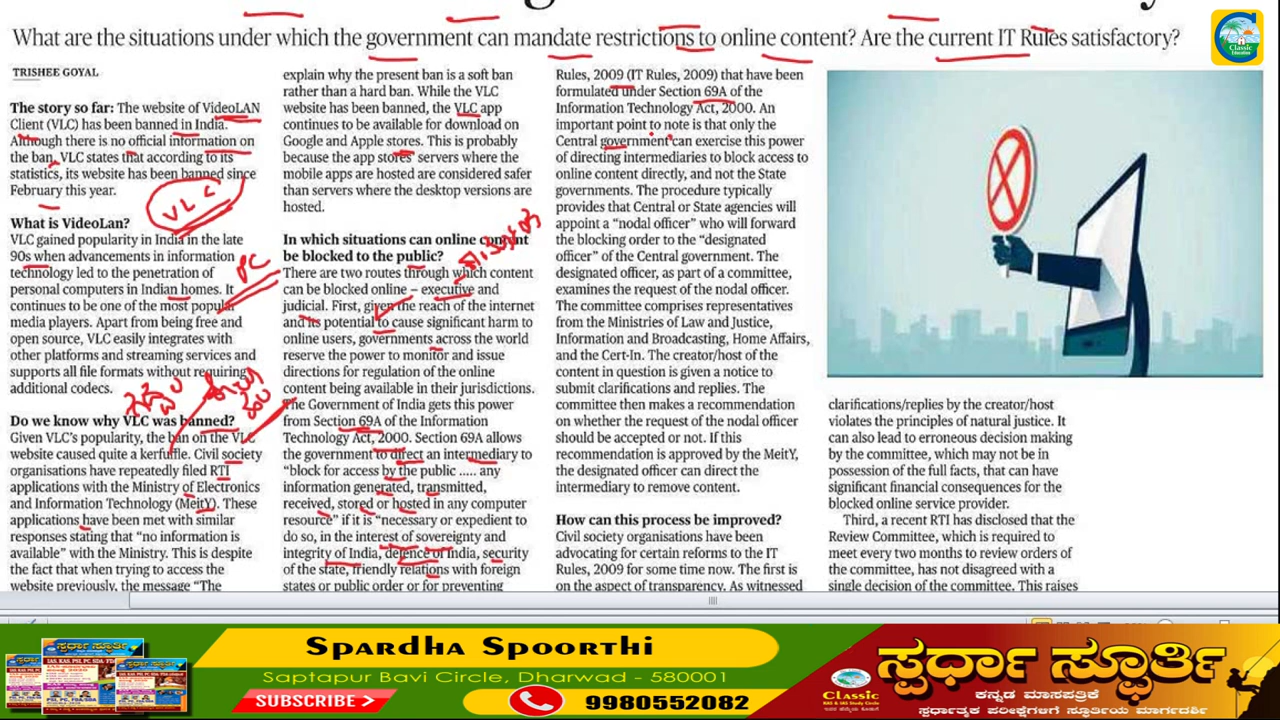 What are the situations under which the government can mandate restrictions to online content? Are the current IT Rules satisfactory?
TRISHEE GOYAL
The story so far: The website of VideoLAN
Client (VLC) has been banned in India.
Although there is no official information on
the ban, VLC states that according to its
statistics, its website has been banned since
February this year.
VLC
What is VideoLan?
VLC gained popularity in India in the late
90s when advancements in information
technology led to the penetration of
personal computers in Indian homes. It
continues to be one of the most popular
media players. Apart from being free and
open source, VLC easily integrates with
other platforms and streaming services and
supports all file formats without requiring
additional codecs.
PC
Do we know why VLC was banned?
Given VLC's popularity, the ban on the VLC
website caused quite a kerfuffle. Civil society
organisations have repeatedly filed RTI
applications with the Ministry of Electronics
and Information Technology (MeitY). These
applications have been met with similar
responses stating that “no information is
available” with the Ministry. This is despite
the fact that when trying to access the
website previously, the message “The
explain why the present ban is a soft ban
rather than a hard ban. While the VLC
website has been banned, the VLC app
continues to be available for download on
Google and Apple stores. This is probably
because the app stores' servers where the
mobile apps are hosted are considered safer
than servers where the desktop versions are
hosted.
In which situations can online content
be blocked to the public?
There are two routes through which content
can be blocked online – executive and
judicial. First, given the reach of the internet
and its potential to cause significant harm to
online users, governments across the world
reserve the power to monitor and issue
directions for regulation of the online
content being available in their jurisdictions.
The Government of India gets this power
from Section 69A of the Information
Technology Act, 2000. Section 69A allows
the government to direct an intermediary to
“block for access by the public ..... any
information generated, transmitted,
received, stored or hosted in any computer
resource” if it is “necessary or expedient to
do so, in the interest of sovereignty and
integrity of India, defence of India, security
of the state, friendly relations with foreign
states or public order or for preventing
Rules, 2009 (IT Rules, 2009) that have been
formulated under Section 69A of the
Information Technology Act, 2000. An
important point to note is that only the
Central government can exercise this power
of directing intermediaries to block access to
online content directly, and not the State
governments. The procedure typically
provides that Central or State agencies will
appoint a “nodal officer” who will forward
the blocking order to the “designated
officer” of the Central government. The
designated officer, as part of a committee,
examines the request of the nodal officer.
The committee comprises representatives
from the Ministries of Law and Justice,
Information and Broadcasting, Home Affairs,
and the Cert-In. The creator/host of the
content in question is given a notice to
submit clarifications and replies. The
committee then makes a recommendation
on whether the request of the nodal officer
should be accepted or not. If this
recommendation is approved by the MeitY,
the designated officer can direct the
intermediary to remove content.
How can this process be improved?
Civil society organisations have been
advocating for certain reforms to the IT
Rules, 2009 for some time now. The first is
on the aspect of transparency. As witnessed
clarifications/replies by the creator/host
violates the principles of natural justice. It
can also lead to erroneous decision making
by the committee, which may not be in
possession of the full facts, that can have
significant financial consequences for the
blocked online service provider.
Third, a recent RTI has disclosed that the
Review Committee, which is required to
meet every two months to review orders of
the committee, has not disagreed with a
single decision of the committee. This raises
Classic
Education
Spardha Spoorthi
Saptapur Bavi Circle, Dharwad - 580001
SUBSCRIBE
9980552082
Classic
KAS & IAS Study Circle
ಸ್ಪರ್ಧಾ ಸ್ಫೂರ್ತಿ
ಕನ್ನಡ ಮಾಸಪತ್ರಿಕೆ
ಸ್ಪರ್ಧಾತ್ಮಕ ಪರೀಕ್ಷೆಗಳಿಗೆ ಸ್ಫೂರ್ತಿಯ ಮಾರ್ಗದರ್ಶಿ